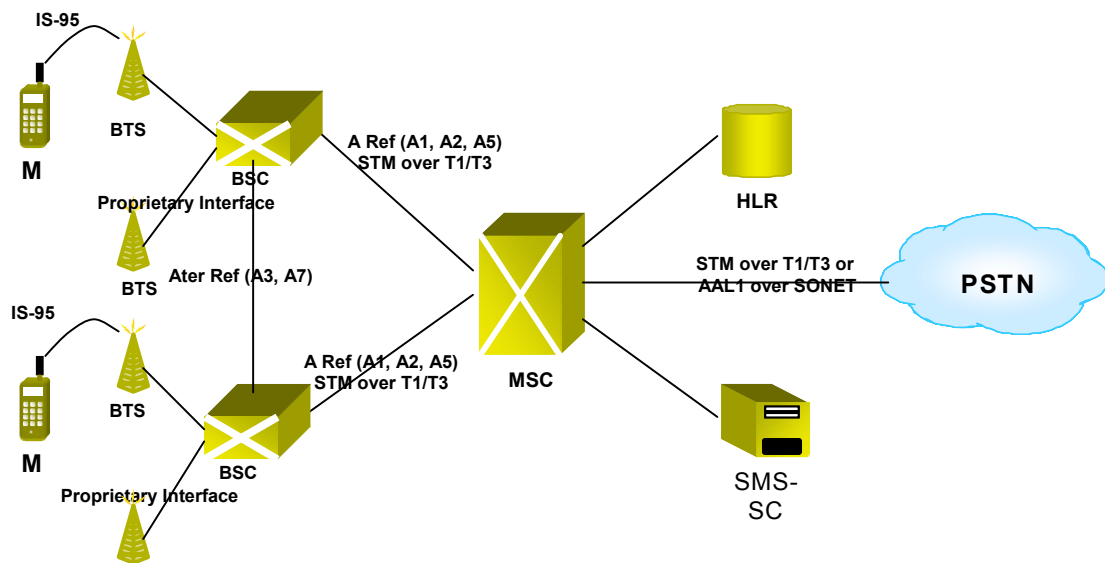 IS-95
BTS
M
BSC
A Ref (A1, A2, A5)
STM over T1/T3
Proprietary Interface
HLR
Ater Ref (A3, A7)
BTS
STM over T1/T3 or
AAL1 over SONET
PSTN
IS-95
A Ref (A1, A2, A5)
STM over T1/T3
MSC
BTS
M
BSC
Proprietary Interface
SMS-
SC